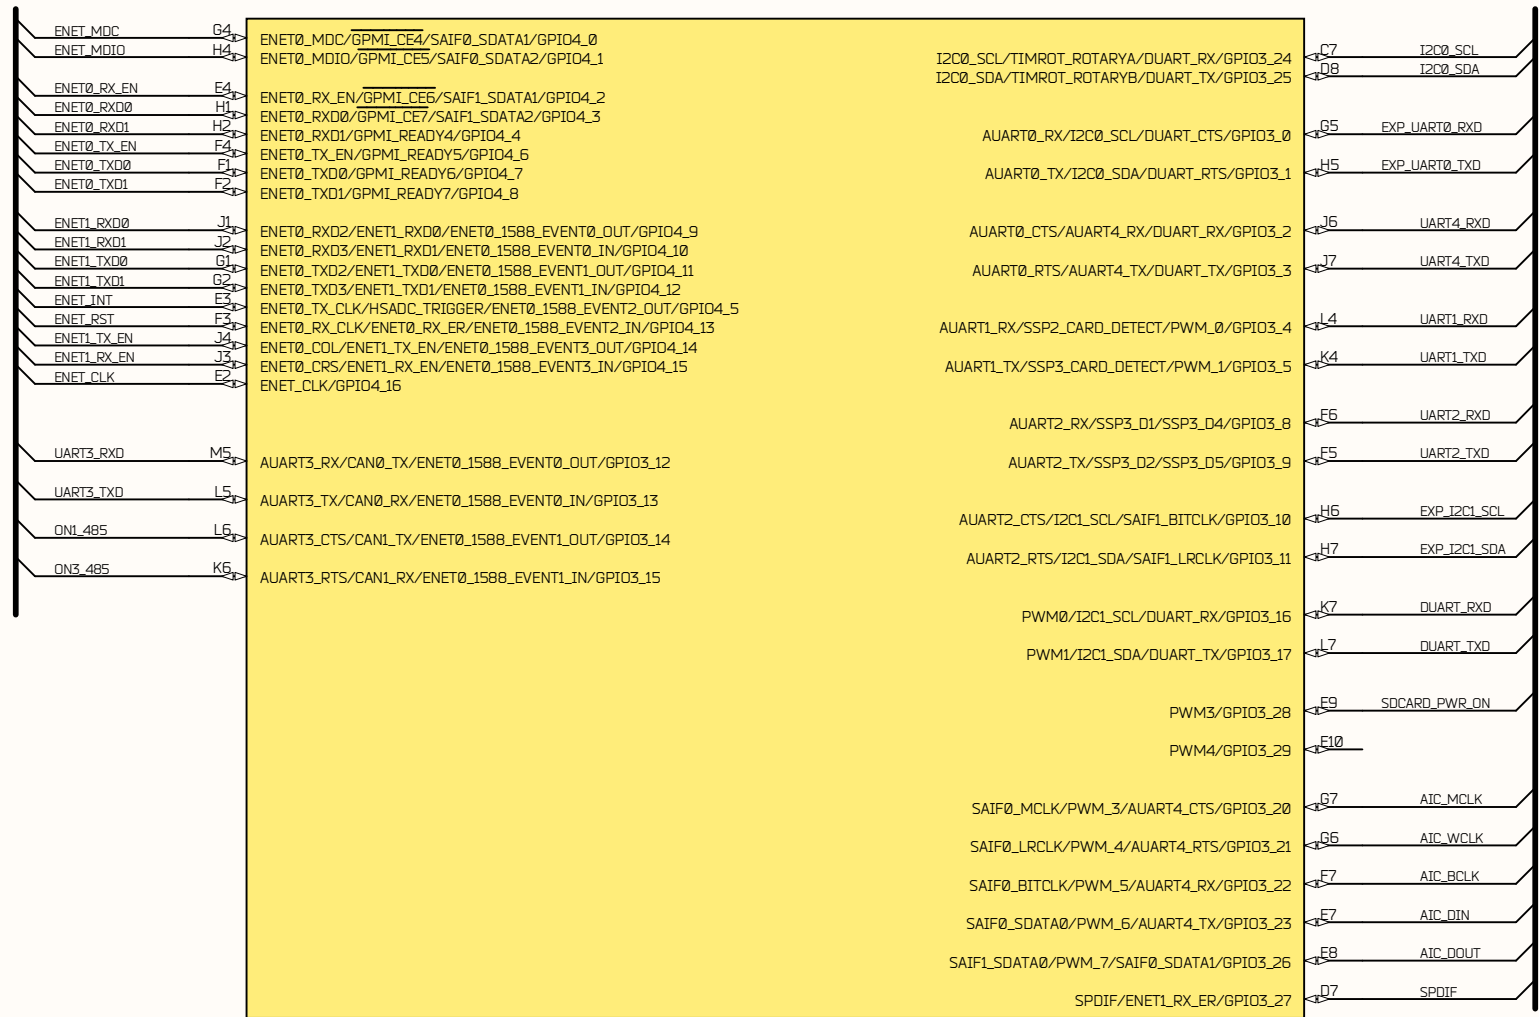 ENET_MDC G4 ENET0_MDC/GPMI_CE4/SAIF0_SDATA1/GPIO4_0
ENET_MDIO H4 ENET0_MDIO/GPMI_CE5/SAIF0_SDATA2/GPIO4_1
ENET0_RX_EN E4 ENET0_RX_EN/GPMI_CE6/SAIF1_SDATA1/GPIO4_2
ENET0_RXD0 H1 ENET0_RXD0/GPMI_CE7/SAIF1_SDATA2/GPIO4_3
ENET0_RXD1 H2 ENET0_RXD1/GPMI_READY4/GPIO4_4
ENET0_TX_EN F4 ENET0_TX_EN/GPMI_READY5/GPIO4_6
ENET0_TXD0 F1 ENET0_TXD0/GPMI_READY6/GPIO4_7
ENET0_TXD1 F2 ENET0_TXD1/GPMI_READY7/GPIO4_8
ENET1_RXD0 J1 ENET0_RXD2/ENET1_RXD0/ENET0_1588_EVENT0_OUT/GPIO4_9
ENET1_RXD1 J2 ENET0_RXD3/ENET1_RXD1/ENET0_1588_EVENT0_IN/GPIO4_10
ENET1_TXD0 G1 ENET0_TXD2/ENET1_TXD0/ENET0_1588_EVENT1_OUT/GPIO4_11
ENET1_TXD1 G2 ENET0_TXD3/ENET1_TXD1/ENET0_1588_EVENT1_IN/GPIO4_12
ENET_INT E3 ENET0_TX_CLK/HSADC_TRIGGER/ENET0_1588_EVENT2_OUT/GPIO4_5
ENET_RST F3 ENET0_RX_CLK/ENET0_RX_ER/ENET0_1588_EVENT2_IN/GPIO4_13
ENET1_TX_EN J4 ENET0_COL/ENET1_TX_EN/ENET0_1588_EVENT3_OUT/GPIO4_14
ENET1_RX_EN J3 ENET0_CRS/ENET1_RX_EN/ENET0_1588_EVENT3_IN/GPIO4_15
ENET_CLK E2 ENET_CLK/GPIO4_16
UART3_RXD M5 AUART3_RX/CAN0_TX/ENET0_1588_EVENT0_OUT/GPIO3_12
UART3_TXD L5 AUART3_TX/CAN0_RX/ENET0_1588_EVENT0_IN/GPIO3_13
ON1_485 L6 AUART3_CTS/CAN1_TX/ENET0_1588_EVENT1_OUT/GPIO3_14
ON3_485 K6 AUART3_RTS/CAN1_RX/ENET0_1588_EVENT1_IN/GPIO3_15
I2C0_SCL/TIMROT_ROTARYA/DUART_RX/GPIO3_24 C7 I2C0_SCL
I2C0_SDA/TIMROT_ROTARYB/DUART_TX/GPIO3_25 D8 I2C0_SDA
AUART0_RX/I2C0_SCL/DUART_CTS/GPIO3_0 G5 EXP_UART0_RXD
AUART0_TX/I2C0_SDA/DUART_RTS/GPIO3_1 H5 EXP_UART0_TXD
AUART0_CTS/AUART4_RX/DUART_RX/GPIO3_2 J6 UART4_RXD
AUART0_RTS/AUART4_TX/DUART_TX/GPIO3_3 J7 UART4_TXD
AUART1_RX/SSP2_CARD_DETECT/PWM_0/GPIO3_4 L4 UART1_RXD
AUART1_TX/SSP3_CARD_DETECT/PWM_1/GPIO3_5 K4 UART1_TXD
AUART2_RX/SSP3_D1/SSP3_D4/GPIO3_8 F6 UART2_RXD
AUART2_TX/SSP3_D2/SSP3_D5/GPIO3_9 F5 UART2_TXD
AUART2_CTS/I2C1_SCL/SAIF1_BITCLK/GPIO3_10 H6 EXP_I2C1_SCL
AUART2_RTS/I2C1_SDA/SAIF1_LRCLK/GPIO3_11 H7 EXP_I2C1_SDA
PWM0/I2C1_SCL/DUART_RX/GPIO3_16 K7 DUART_RXD
PWM1/I2C1_SDA/DUART_TX/GPIO3_17 L7 DUART_TXD
PWM3/GPIO3_28 E9 SDCARD_PWR_ON
PWM4/GPIO3_29 E10
SAIF0_MCLK/PWM_3/AUART4_CTS/GPIO3_20 G7 AIC_MCLK
SAIF0_LRCLK/PWM_4/AUART4_RTS/GPIO3_21 G6 AIC_WCLK
SAIF0_BITCLK/PWM_5/AUART4_RX/GPIO3_22 F7 AIC_BCLK
SAIF0_SDATA0/PWM_6/AUART4_TX/GPIO3_23 E7 AIC_DIN
SAIF1_SDATA0/PWM_7/SAIF0_SDATA1/GPIO3_26 E8 AIC_DOUT
SPDIF/ENET1_RX_ER/GPIO3_27 D7 SPDIF